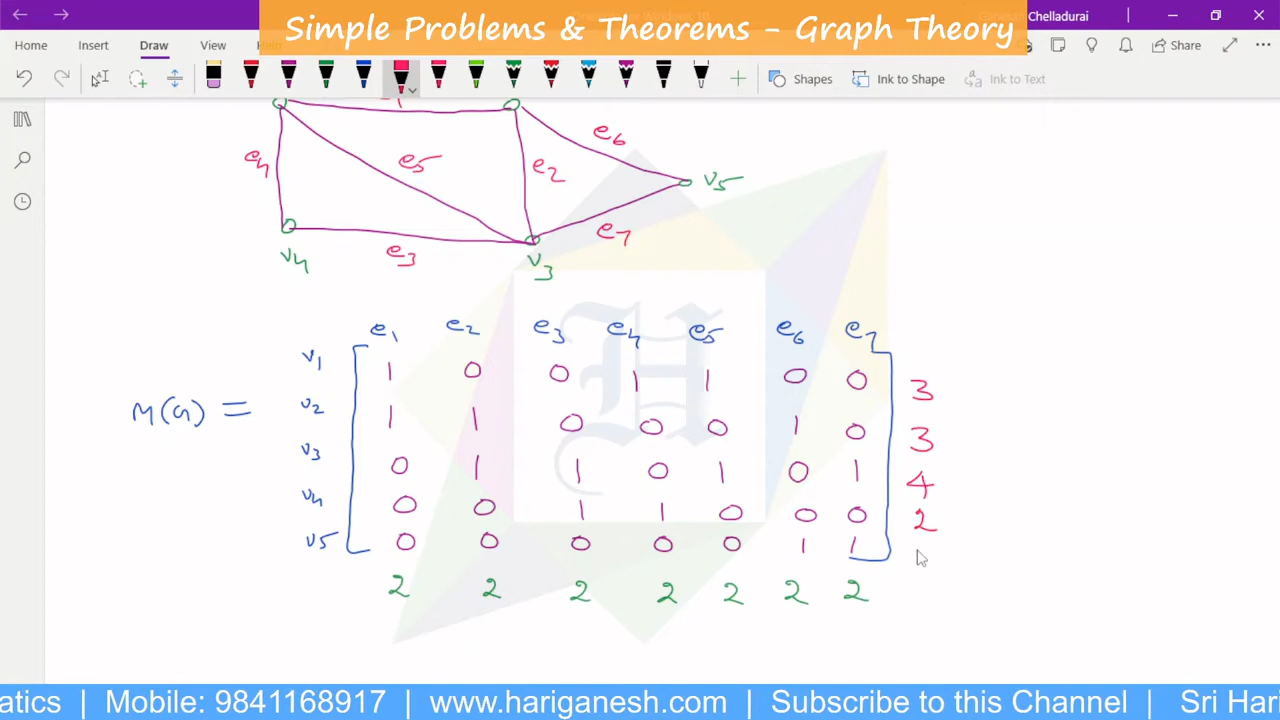 Simple Problems & Theorems - Graph Theory
Chelladurai
Home Insert Draw View
Share
Shapes Ink to Shape Ink to Text
e6
e4 e5 e2
v5
e7
v4 e3 v3
e1 e2 e3 e4 e5 e6 e7
v1 1 0 0 1 1 0 0 3
M(G) =
v2 1 1 0 0 0 1 0 3
v3 0 1 1 0 1 0 1 4
v4 0 0 1 1 0 0 0 2
v5 0 0 0 0 0 1 1
2 2 2 2 2 2 2
atics | Mobile: 9841168917 | www.hariganesh.com | Subscribe to this Channel | Sri Hari